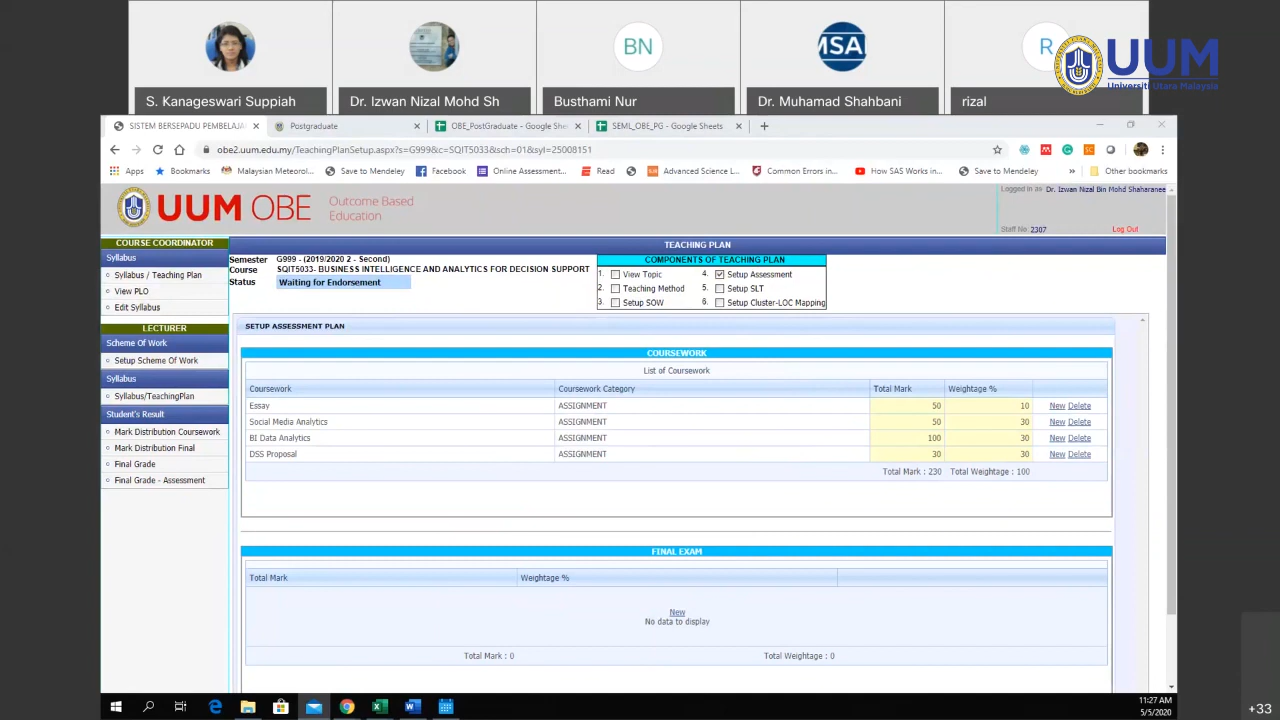 BN
MSA
R
UUM
Universiti Utara Malaysia
S. Kanageswari Suppiah
Dr. Izwan Nizal Mohd Sh
Busthami Nur
Dr. Muhamad Shahbani
rizal
SISTEM BERSEPADU PEMBELAJA
Postgraduate
OBE_PostGraduate - Google Shee
SEML_OBE_PG - Google Sheets
obe2.uum.edu.my/TeachingPlanSetup.aspx?s=G999&c=SQIT5033&sch=01&syl=25008151
Apps
Bookmarks
Malaysian Meteorol...
Save to Mendeley
Facebook
Online Assessment...
Read
Advanced Science L...
Common Errors in...
How SAS Works in...
Save to Mendeley
»
Other bookmarks
UUM OBE
Outcome Based
Education
Logged in as Dr. Izwan Nizal Bin Mohd Shaharanee
Staff No 2307
Log Out
COURSE COORDINATOR
Syllabus
Syllabus / Teaching Plan
View PLO
Edit Syllabus
LECTURER
Scheme Of Work
Setup Scheme Of Work
Syllabus
Syllabus/TeachingPlan
Student's Result
Mark Distribution Coursework
Mark Distribution Final
Final Grade
Final Grade - Assessment
TEACHING PLAN
Semester G999 - (2019/2020 2 - Second)
Course SQIT5033- BUSINESS INTELLIGENCE AND ANALYTICS FOR DECISION SUPPORT
Status Waiting for Endorsement
COMPONENTS OF TEACHING PLAN
1. View Topic 4. Setup Assessment
2. Teaching Method 5. Setup SLT
3. Setup SOW 6. Setup Cluster-LOC Mapping
SETUP ASSESSMENT PLAN
COURSEWORK
List of Coursework
Coursework Coursework Category Total Mark Weightage %
Essay ASSIGNMENT 50 10 New Delete
Social Media Analytics ASSIGNMENT 50 30 New Delete
BI Data Analytics ASSIGNMENT 100 30 New Delete
DSS Proposal ASSIGNMENT 30 30 New Delete
Total Mark : 230 Total Weightage : 100
FINAL EXAM
Total Mark Weightage %
New
No data to display
Total Mark : 0 Total Weightage : 0
11:27 AM
5/5/2020
+33